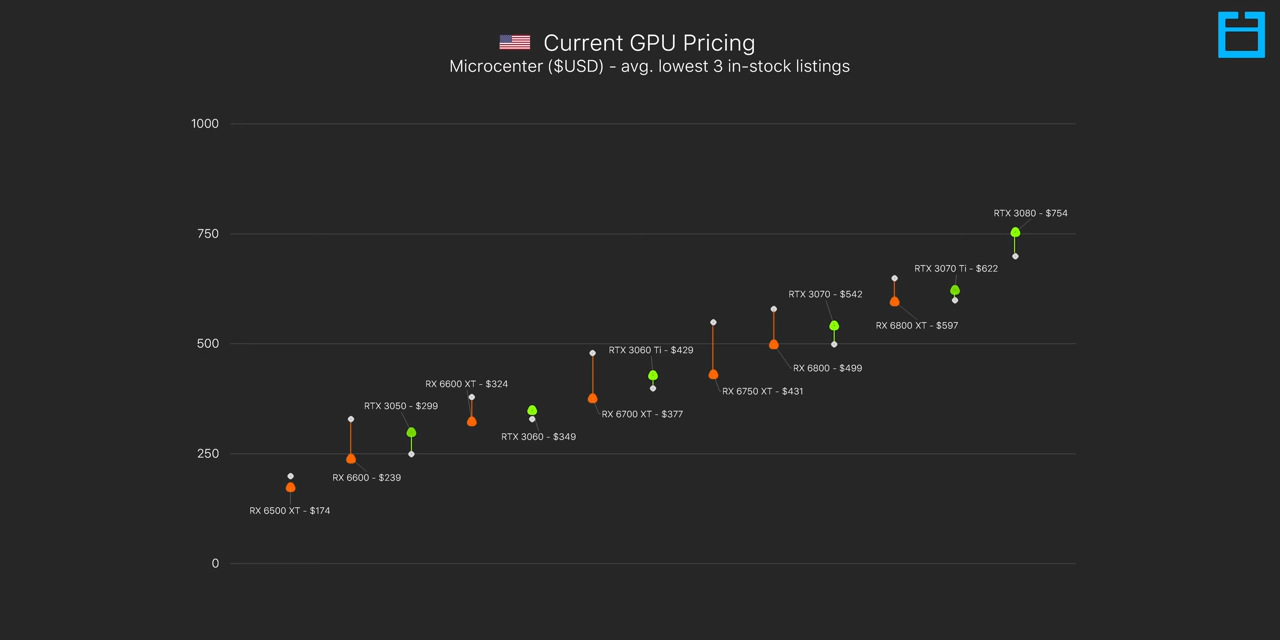 Current GPU Pricing
Microcenter ($USD) - avg. lowest 3 in-stock listings
1000
RTX 3080 - $754
750
RTX 3070 Ti - $622
RTX 3070 - $542
RX 6800 XT - $597
500
RTX 3060 Ti - $429
RX 6800 - $499
RX 6600 XT - $324
RX 6750 XT - $431
RTX 3050 - $299
RX 6700 XT - $377
RTX 3060 - $349
250
RX 6600 - $239
RX 6500 XT - $174
0